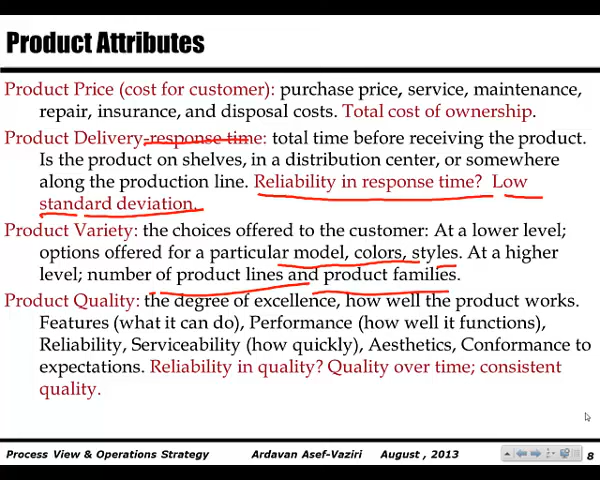 Product Attributes
Product Price (cost for customer): purchase price, service, maintenance,
repair, insurance, and disposal costs. Total cost of ownership.
Product Delivery-response time: total time before receiving the product.
Is the product on shelves, in a distribution center, or somewhere
along the production line. Reliability in response time? Low
standard deviation.
Product Variety: the choices offered to the customer: At a lower level;
options offered for a particular model, colors, styles. At a higher
level; number of product lines and product families.
Product Quality: the degree of excellence, how well the product works.
Features (what it can do), Performance (how well it functions),
Reliability, Serviceability (how quickly), Aesthetics, Conformance to
expectations. Reliability in quality? Quality over time; consistent
quality.
Process View & Operations Strategy Ardavan Asef-Vaziri August , 2013 8